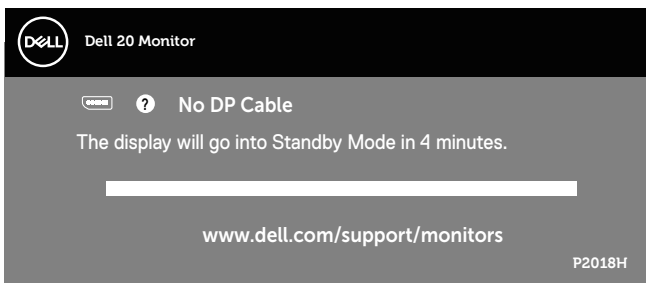 DELL
Dell 20 Monitor
? No DP Cable
The display will go into Standby Mode in 4 minutes.
www.dell.com/support/monitors
P2018H